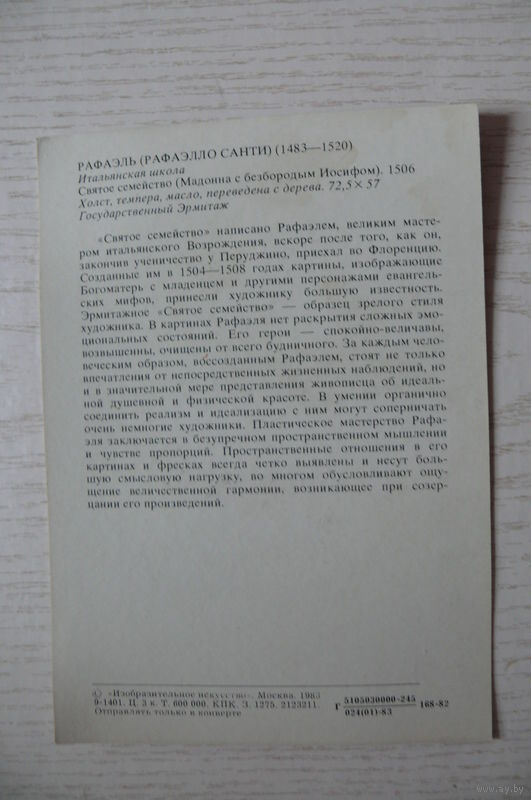 РАФАЭЛЬ (РАФАЭЛЛО САНТИ) (1483—1520)
Итальянская школа
Святое семейство (Мадонна с безбородым Иосифом). 1506
Холст, темпера, масло, переведена с дерева. 72,5 × 57
Государственный Эрмитаж
«Святое семейство» написано Рафаэлем, великим масте-
ром итальянского Возрождения, вскоре после того, как он,
закончив ученичество у Перуджино, приехал во Флоренцию.
Созданные им в 1504—1508 годах картины, изображающие
Богоматерь с младенцем и другими персонажами евангель-
ских мифов, принесли художнику большую известность.
Эрмитажное «Святое семейство» — образец зрелого стиля
художника. В картинах Рафаэля нет раскрытия сложных эмо-
циональных состояний. Его герои — спокойно-величавы,
возвышенны, очищены от всего будничного. За каждым чело-
веческим образом, воссозданным Рафаэлем, стоят не только
впечатления от непосредственных жизненных наблюдений, но
и в значительной мере представления живописца об идеаль-
ной душевной и физической красоте. В умении органично
соединить реализм и идеализацию с ним могут соперничать
очень немногие художники. Пластическое мастерство Рафа-
эля заключается в безупречном пространственном мышлении
и чувстве пропорций. Пространственные отношения в его
картинах и фресках всегда четко выявлены и несут боль-
шую смысловую нагрузку, во многом обусловливают ощу-
щение величественной гармонии, возникающее при созер-
цании его произведений.
© «Изобразительное искусство». Москва. 1983
9-1401. Ц. 3 к. Т. 600 000. КПК. З. 1275. 2123211.
Отправлять только в конверте
Г 5105030000-245 168-82
024(01)-83
www.ay.by